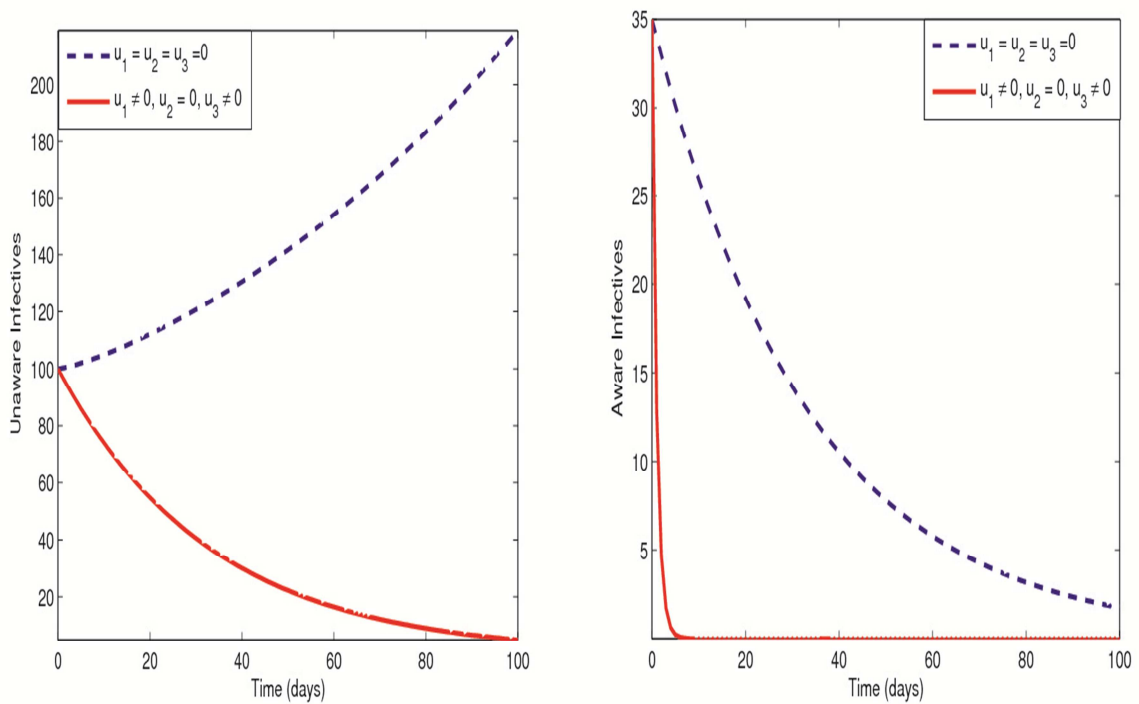 u1 = u2 = u3 =0
u1 ≠ 0, u2 = 0, u3 ≠ 0
200
180
160
140
120
100
80
60
40
20
Unaware Infectives
0 20 40 60 80 100
Time (days)
u1 = u2 = u3 =0
u1 ≠ 0, u2 = 0, u3 ≠ 0
35
30
25
20
15
10
5
Aware Infectives
0 20 40 60 80 100
Time (days)